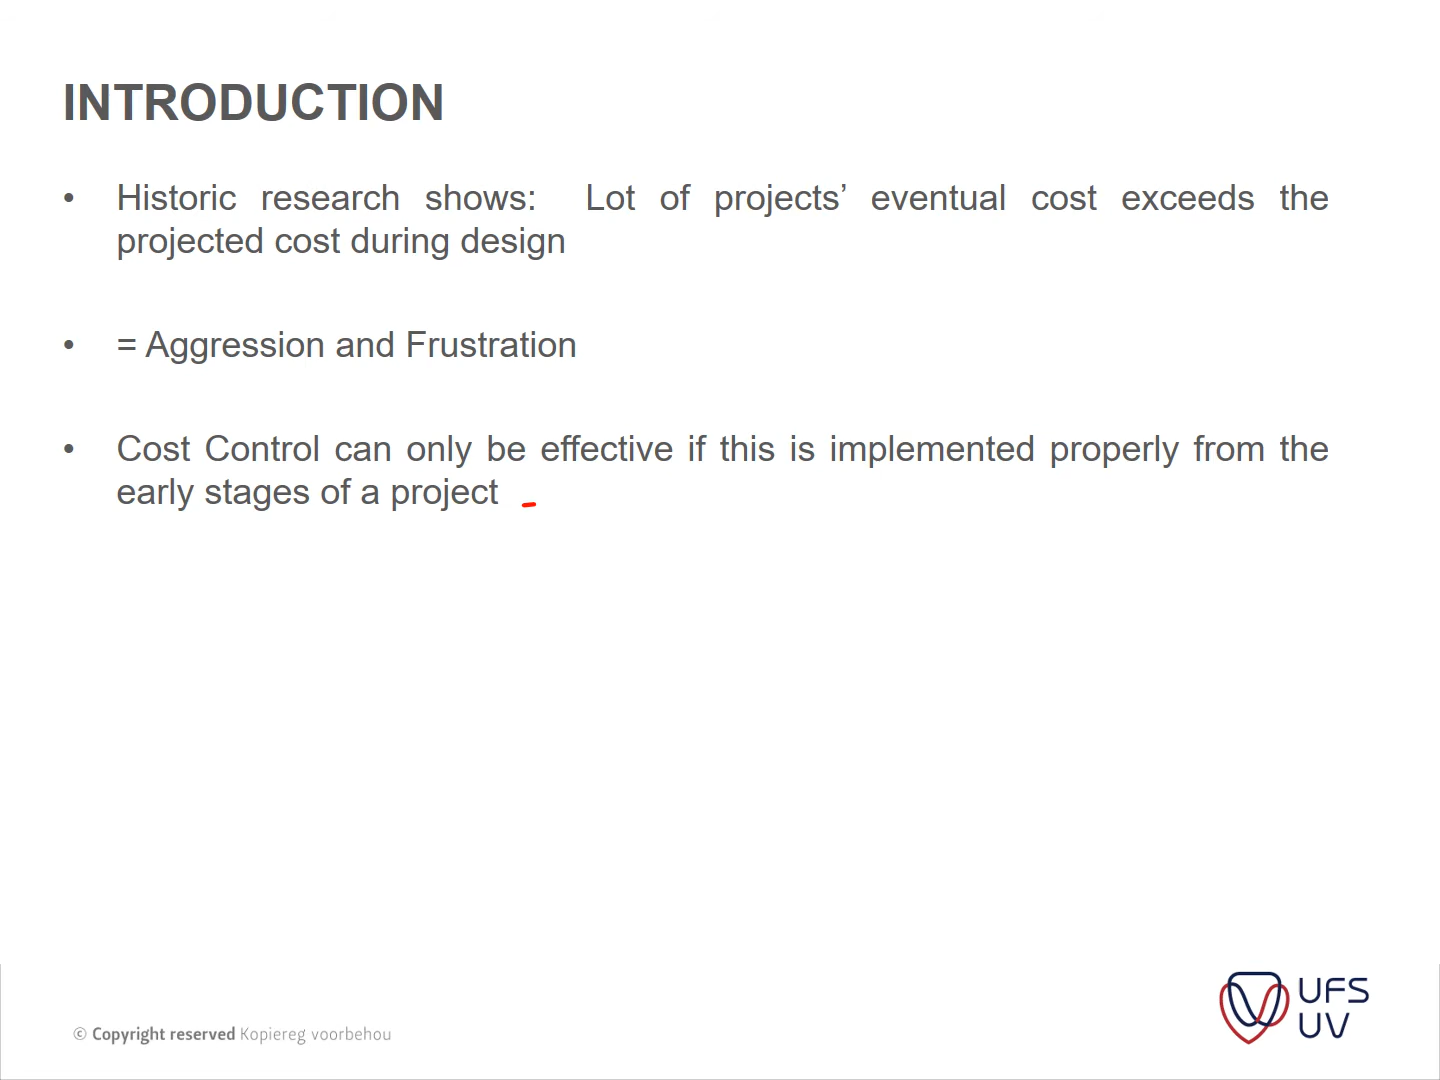 INTRODUCTION
• Historic research shows: Lot of projects’ eventual cost exceeds the
projected cost during design
• = Aggression and Frustration
• Cost Control can only be effective if this is implemented properly from the
early stages of a project
© Copyright reserved Kopiereg voorbehou
UFS
UV